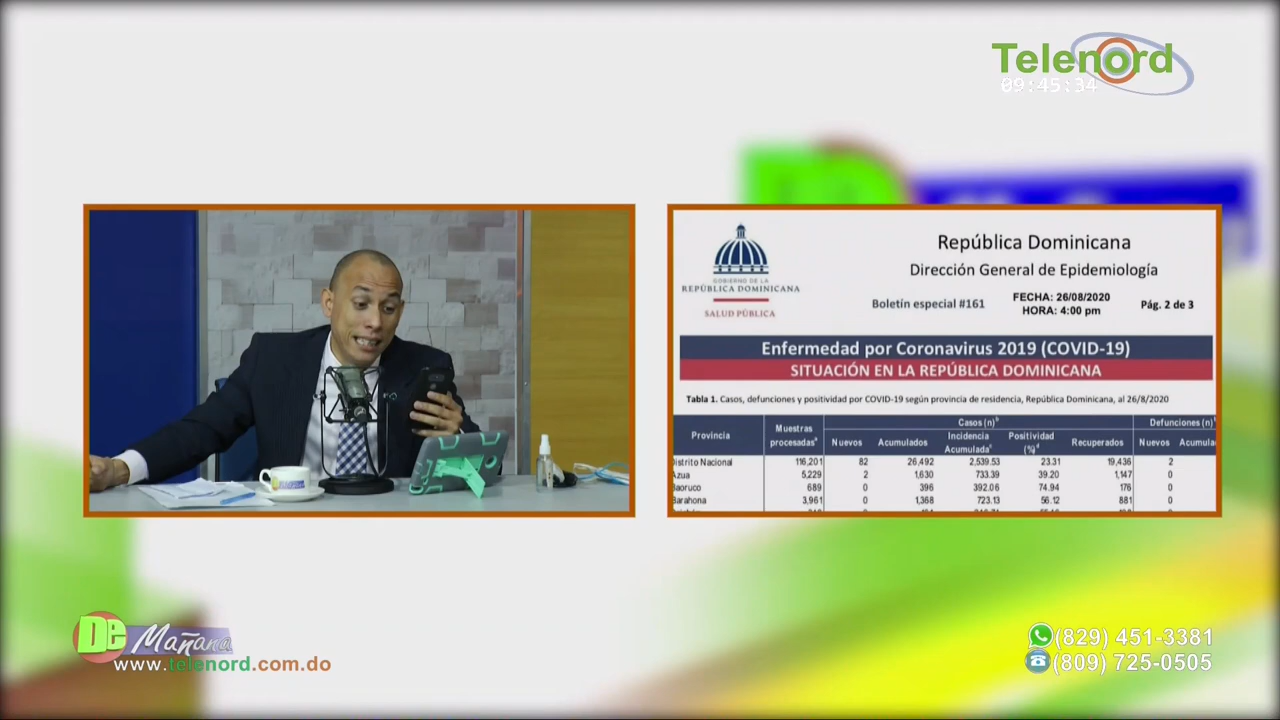 Telenord
09:45:34
GOBIERNO DE LA
REPÚBLICA DOMINICANA
SALUD PÚBLICA
República Dominicana
Dirección General de Epidemiología
Boletín especial #161
FECHA: 26/08/2020
HORA: 4:00 pm
Pág. 2 de 3
Enfermedad por Coronavirus 2019 (COVID-19)
SITUACIÓN EN LA REPÚBLICA DOMINICANA
Tabla 1. Casos, defunciones y positividad por COVID-19 según provincia de residencia, República Dominicana, al 26/8/2020
Provincia Muestras procesadas Casos (n) Defunciones (n)
Nuevos Acumulados Incidencia Acumulada Positividad (%) Recuperados Nuevos Acumula
Distrito Nacional 116,201 82 26,492 2,539.53 23.31 19,436 2
Azua 5,229 2 1,630 733.39 39.20 1,147 0
Baoruco 689 0 396 392.06 74.94 176 0
Barahona 3,961 0 1,368 723.13 56.12 881 0
De Mañana
www.telenord.com.do
(829) 451-3381
(809) 725-0505